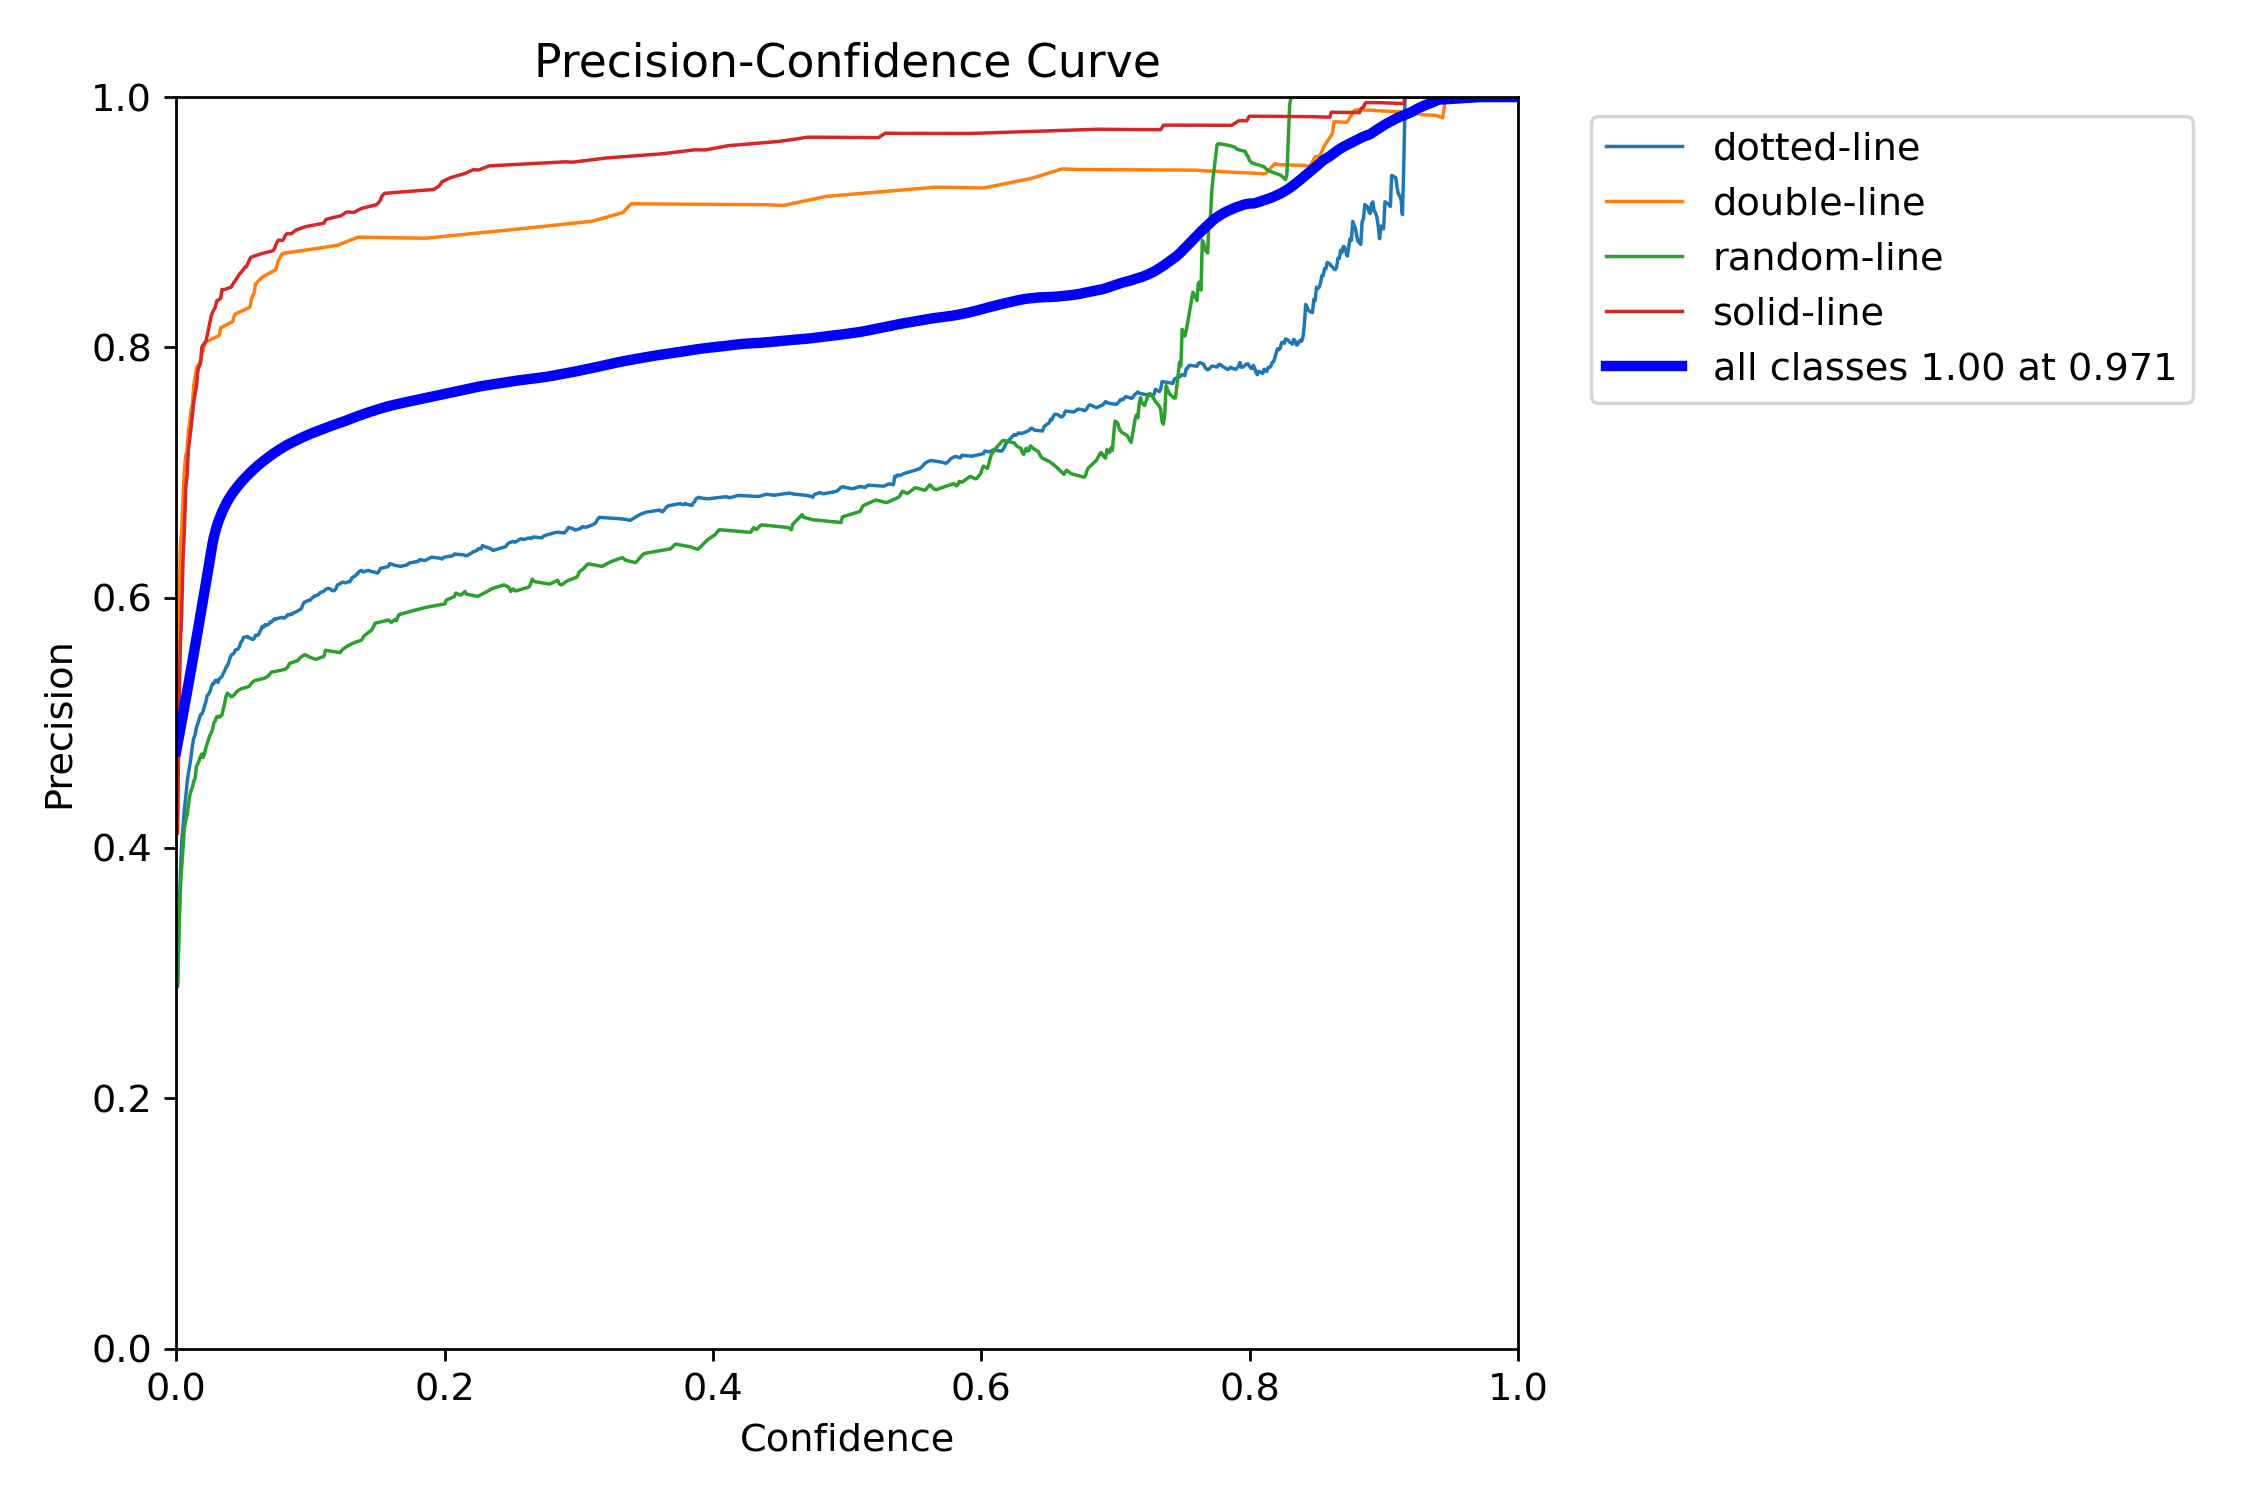 Precision-Confidence Curve
1.0
0.8
0.6
0.4
0.2
0.0
Precision
0.0 0.2 0.4 0.6 0.8 1.0
Confidence
dotted-line
double-line
random-line
solid-line
all classes 1.00 at 0.971